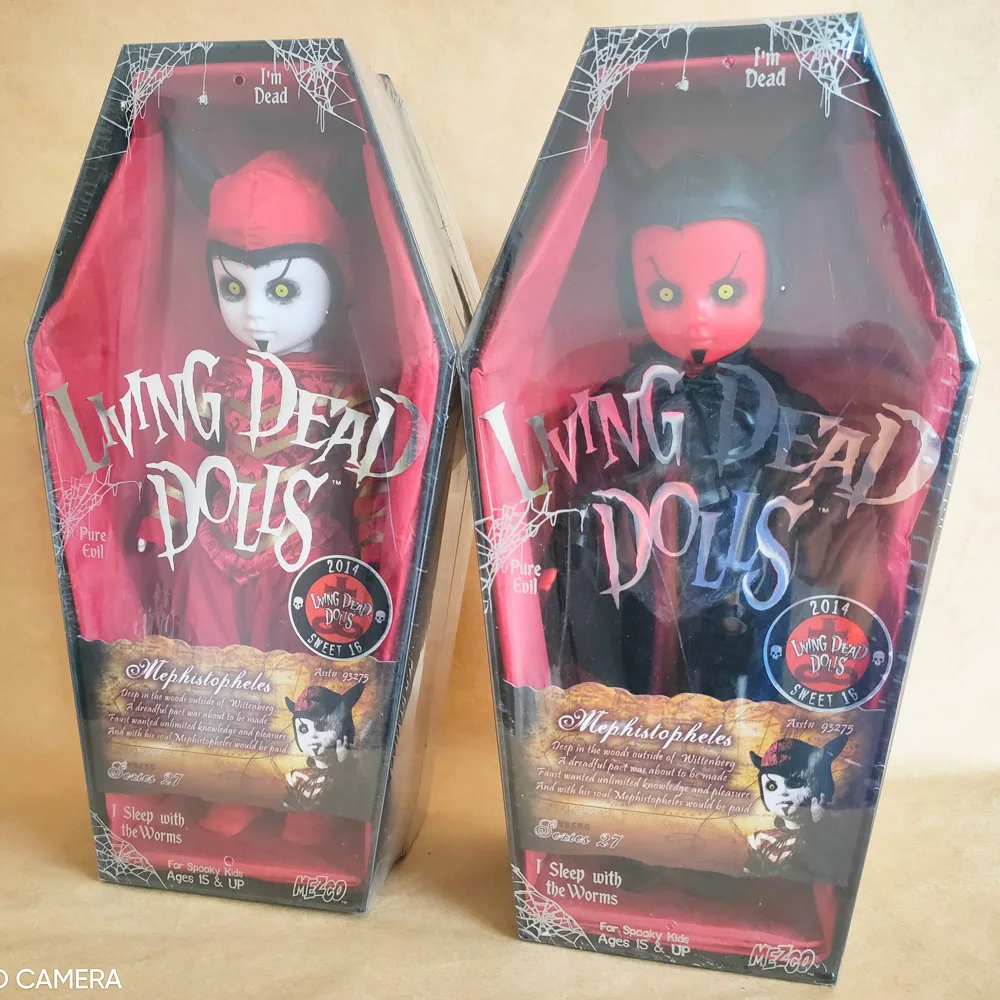 I'm
Dead
LIVING DEAD
DOLLS™
Pure
Evil
2014
LIVING DEAD
DOLLS
SWEET 16
Mephistopheles
Asst# 93275
Deep in the woods outside of Wittenberg
A dreadful pact was about to be made
Faust wanted unlimited knowledge and pleasure
And with his soul Mephistopheles would be paid
Series 27
I Sleep with
the Worms
For Spooky Kids
Ages 15 & UP
MEZCO
I'm
Dead
LIVING DEAD
DOLLS™
Pure
Evil
2014
LIVING DEAD
DOLLS
SWEET 16
Mephistopheles
Asst# 93275
Deep in the woods outside of Wittenberg
A dreadful pact was about to be made
Faust wanted unlimited knowledge and pleasure
And with his soul Mephistopheles would be paid
Series 27
I Sleep with
the Worms
For Spooky Kids
Ages 15 & UP
MEZCO
CAMERA